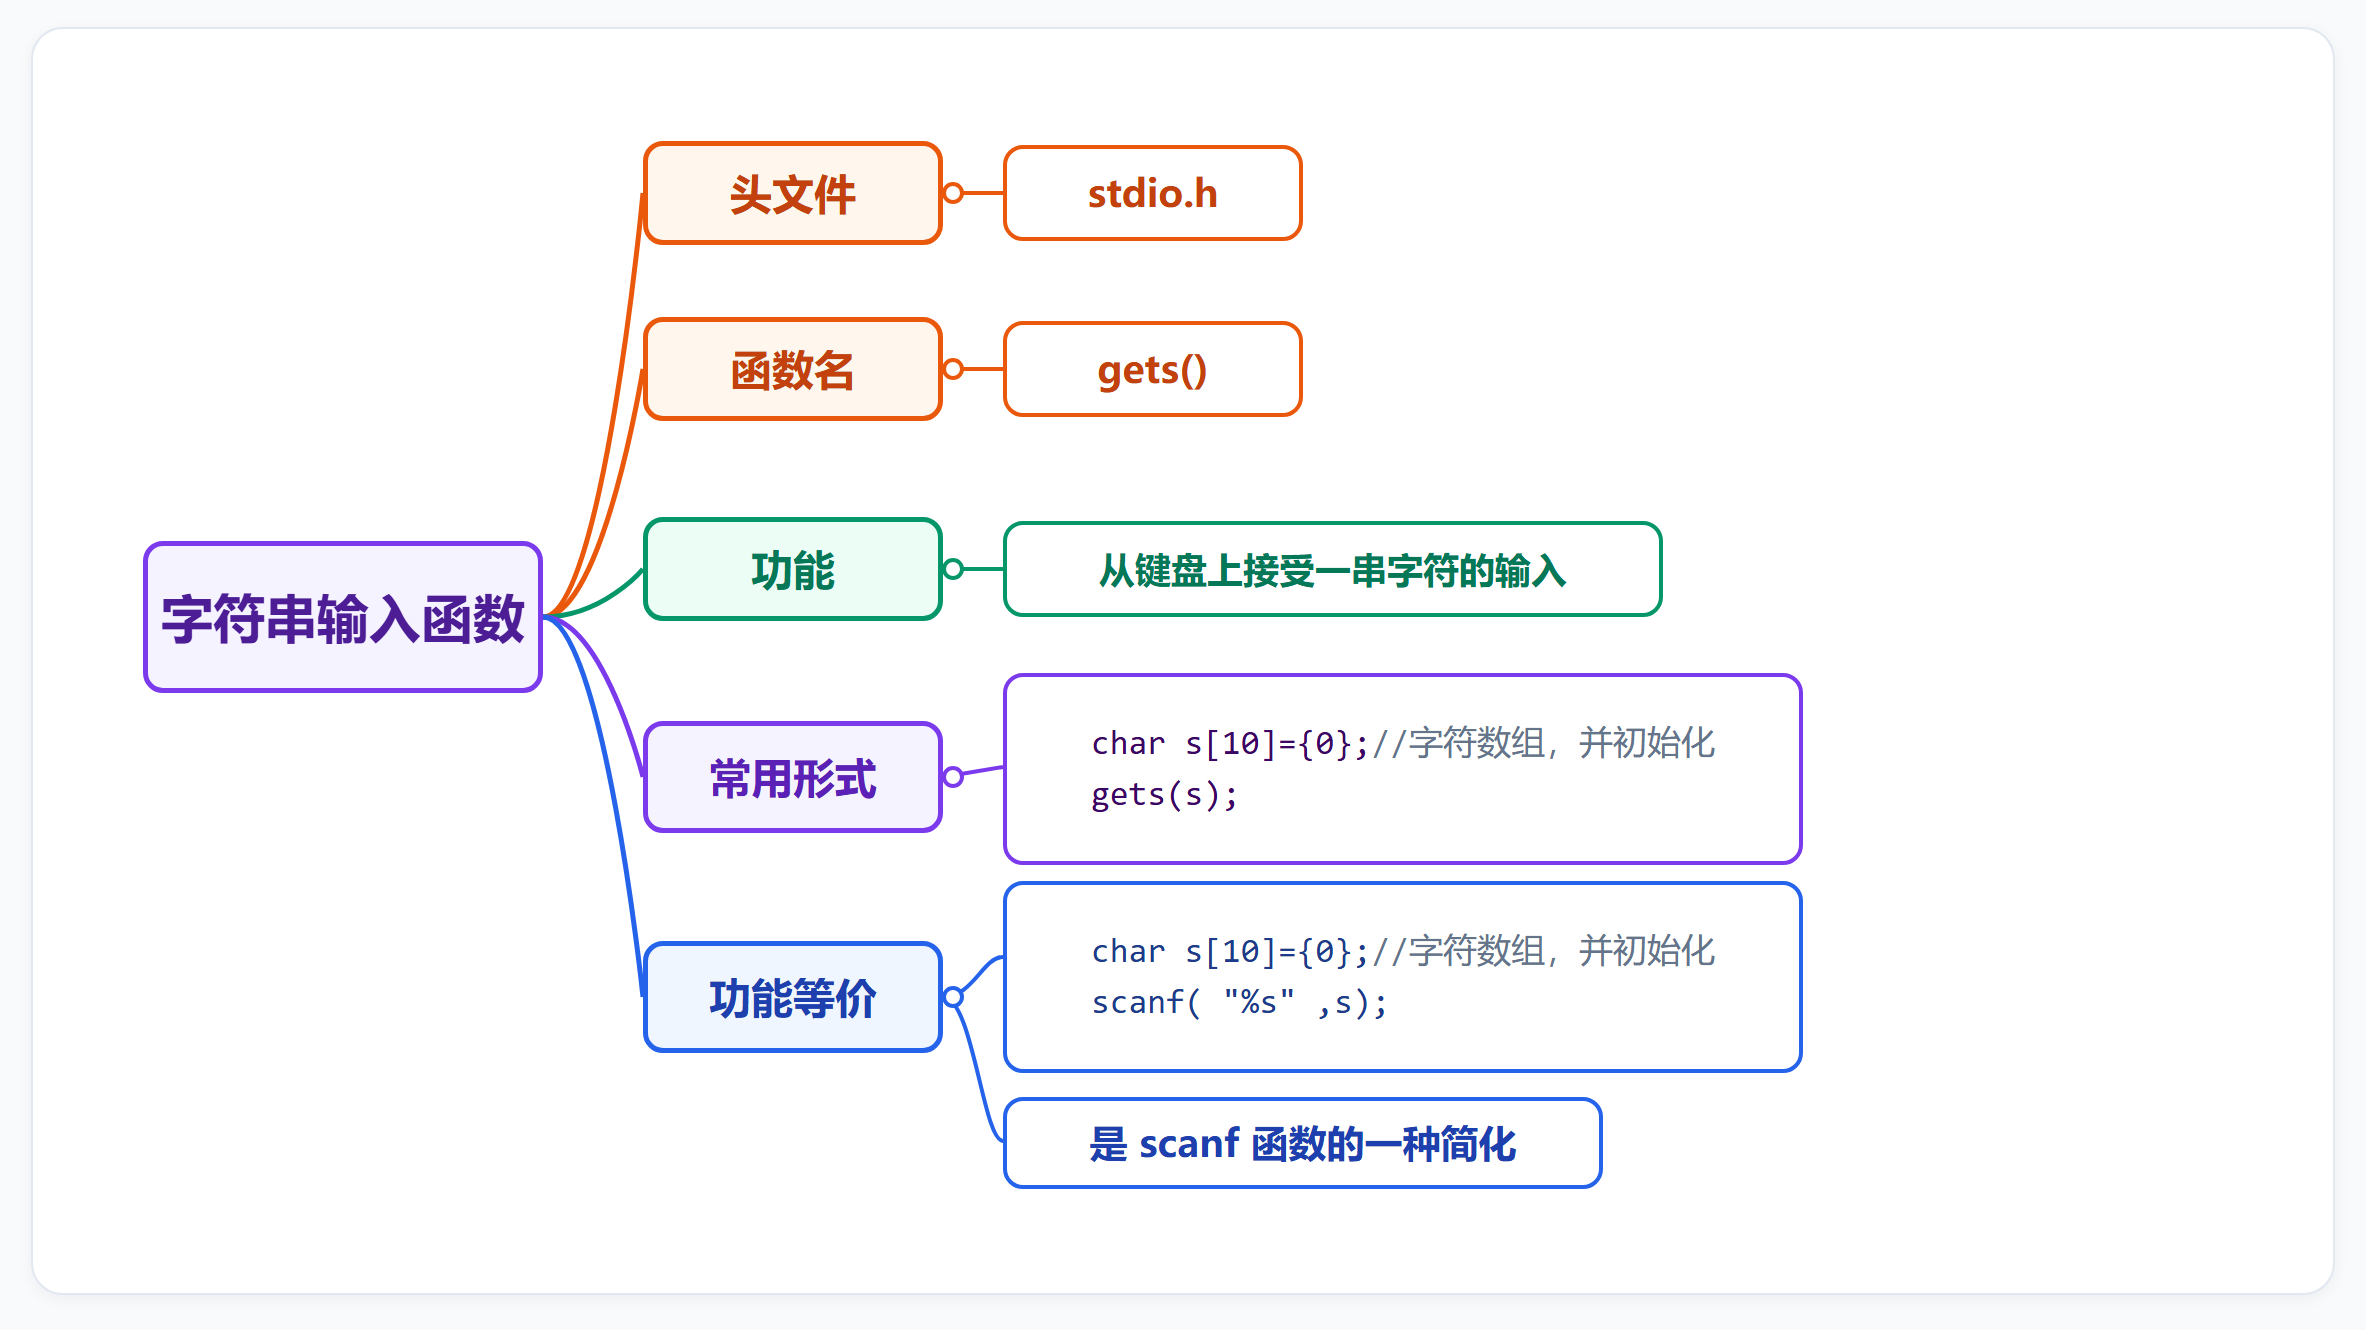 字符串输入函数
头文件
stdio.h
函数名
gets()
功能
从键盘上接受一串字符的输入
常用形式
char s[10]={0};//字符数组，并初始化
gets(s);
功能等价
char s[10]={0};//字符数组，并初始化
scanf( "%s" ,s);
是 scanf 函数的一种简化